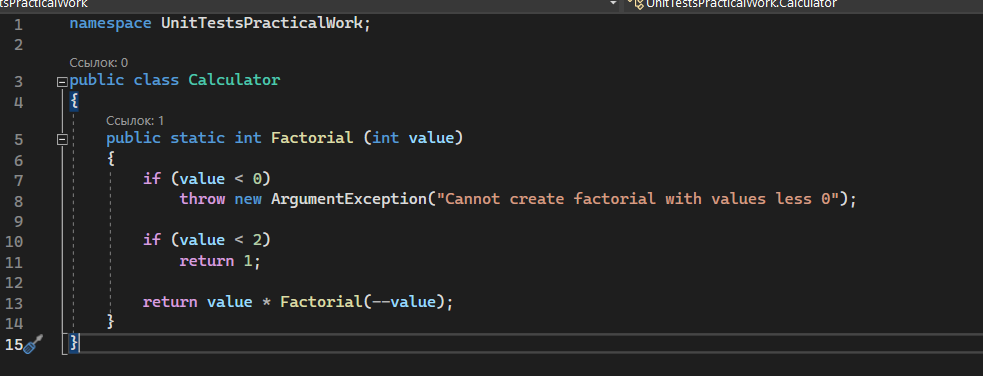 tsPracticalWork UnitTestsPracticalWork.Calculator
1 namespace UnitTestsPracticalWork;
2
Ссылок: 0
3 public class Calculator
4 {
Ссылок: 1
5 public static int Factorial (int value)
6 {
7 if (value < 0)
8 throw new ArgumentException("Cannot create factorial with values less 0");
9
10 if (value < 2)
11 return 1;
12
13 return value * Factorial(--value);
14 }
15 }